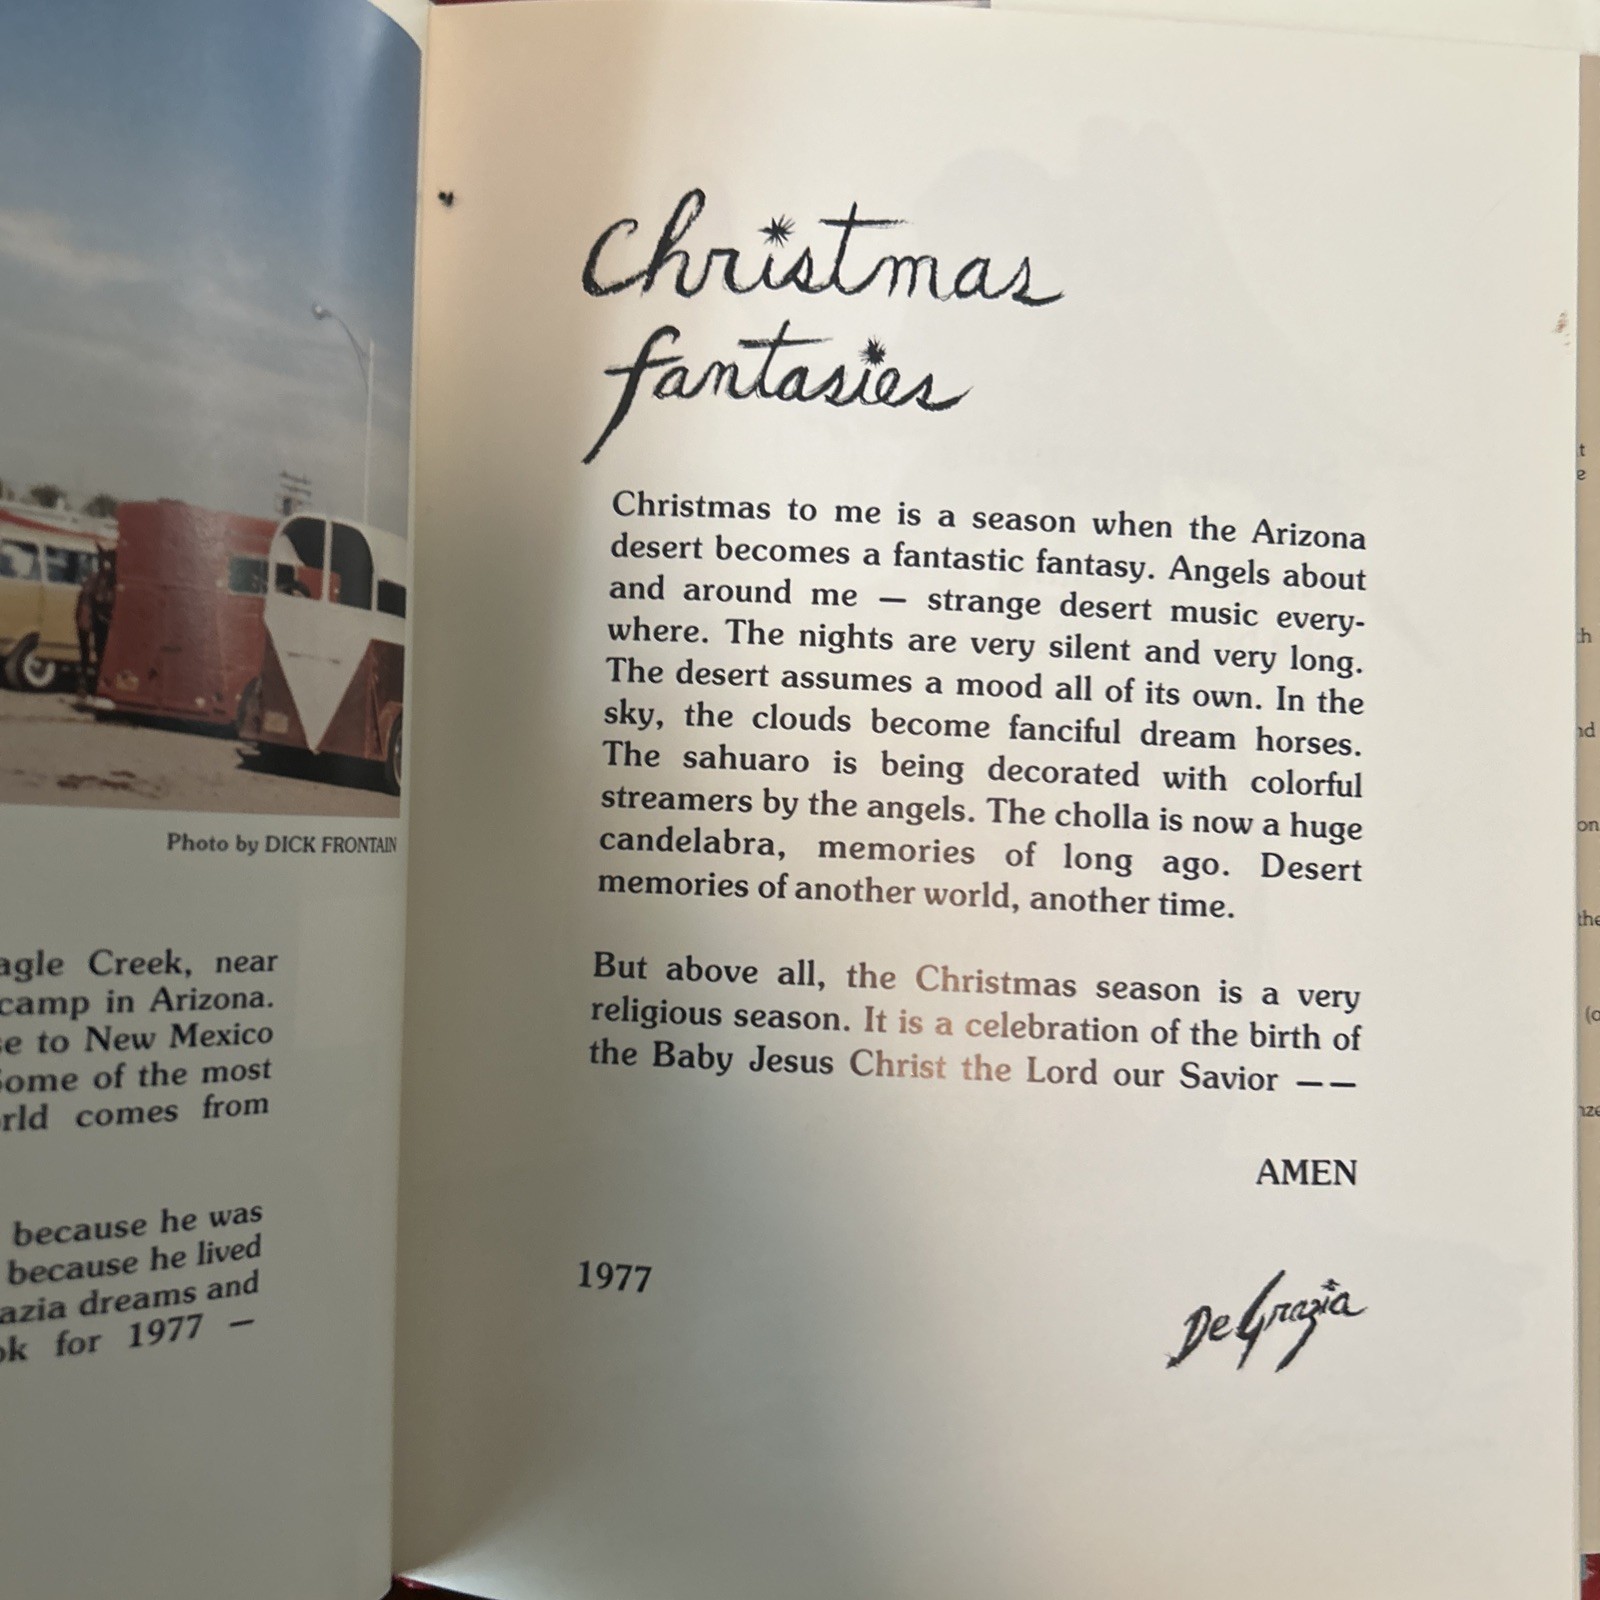 Photo by DICK FRONTAIN
Creek, near
camp in Arizona.
to New Mexico
of the most
comes from
because he was
because he lived
dreams and
for 1977 —
Christmas
fantasies
Christmas to me is a season when the Arizona
desert becomes a fantastic fantasy. Angels about
and around me — strange desert music every-
where. The nights are very silent and very long.
The desert assumes a mood all of its own. In the
sky, the clouds become fanciful dream horses.
The sahuaro is being decorated with colorful
streamers by the angels. The cholla is now a huge
candelabra, memories of long ago. Desert
memories of another world, another time.
But above all, the Christmas season is a very
religious season. It is a celebration of the birth of
the Baby Jesus Christ the Lord our Savior — —
AMEN
1977
DeGrazia